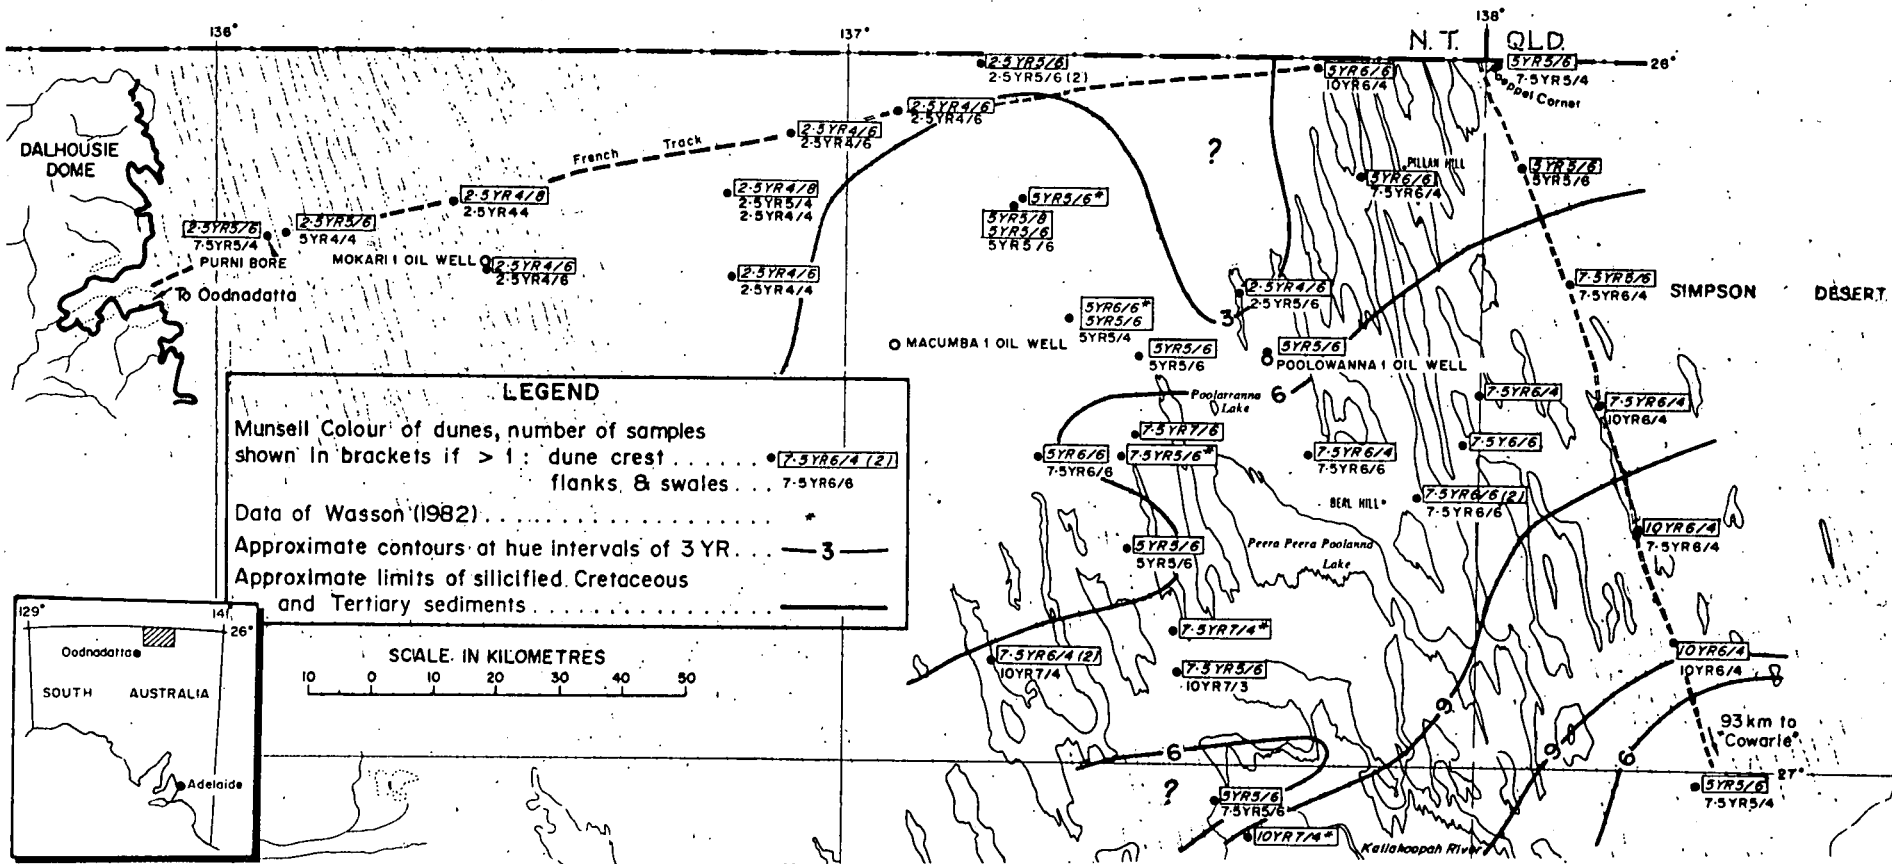 136°
137°
138°
N. T. QLD.
26°
2·5YR5/6
2·5YR5/6 (2)
5YR6/6
10YR6/4
5YR5/6
7·5YR5/4
Poeppel Corner
2·5YR4/6
2·5YR4/6
2·5YR4/6
2·5YR4/6
French Track
DALHOUSIE
DOME
PILLAN HILL
5YR5/6
5YR5/6
5YR6/6
7·5YR6/4
?
2·5YR4/8
2·5YR44
2·5YR4/8
2·5YR5/4
2·5YR4/4
5YR5/6*
5YR5/8
5YR5/6
5YR5/6
2·5YR5/6
7·5YR5/4
2·5YR5/6
5YR4/4
PURNI BORE
MOKARI 1 OIL WELL
2·5YR4/6
2·5YR4/6
2·5YR4/6
2·5YR4/4
To Oodnadatta
2·5YR4/6
2·5YR5/6
3
7·5YR5/6
7·5YR6/4
SIMPSON DESERT
5YR6/6*
5YR5/6
5YR5/4
MACUMBA 1 OIL WELL
5YR5/6
5YR5/6
5YR5/6
POOLOWANNA 1 OIL WELL
6
Poolarranna
Lake
7·5YR6/4
7·5YR6/4
10YR6/4
LEGEND
Munsell Colour of dunes, number of samples
shown in brackets if > 1 : dune crest . . . . . . . 7·5YR6/4 (2)
flanks & swales . . . 7·5YR6/6
Data of Wasson (1982) . . . . . . . . . . . . . . . . *
Approximate contours at hue intervals of 3 YR . . . 3
Approximate limits of silicified Cretaceous
and Tertiary sediments . . . . . . . . . . . . . .
7·5YR7/6
5YR6/6
7·5YR6/6
7·5YR5/6*
7·5YR6/4
7·5YR6/6
7·5Y6/6
BEAL HILL
7·5YR6/6 (2)
7·5YR6/6
10YR6/4
7·5YR6/4
5YR5/6
5YR5/6
Peera Peera Poolanna
Lake
7·5YR7/4*
7·5YR6/4 (2)
10YR7/4
7·5YR5/6
10YR7/3
10YR6/4
10YR6/4
SCALE IN KILOMETRES
10 0 10 20 30 40 50
129° 141
26°
Oodnadatta
SOUTH AUSTRALIA
Adelaide
9
93 km to
"Cowarie"
6
?
9
6
27°
5YR5/6
7·5YR5/6
10YR7/4*
5YR5/6
7·5YR5/4
Kallakoopah River